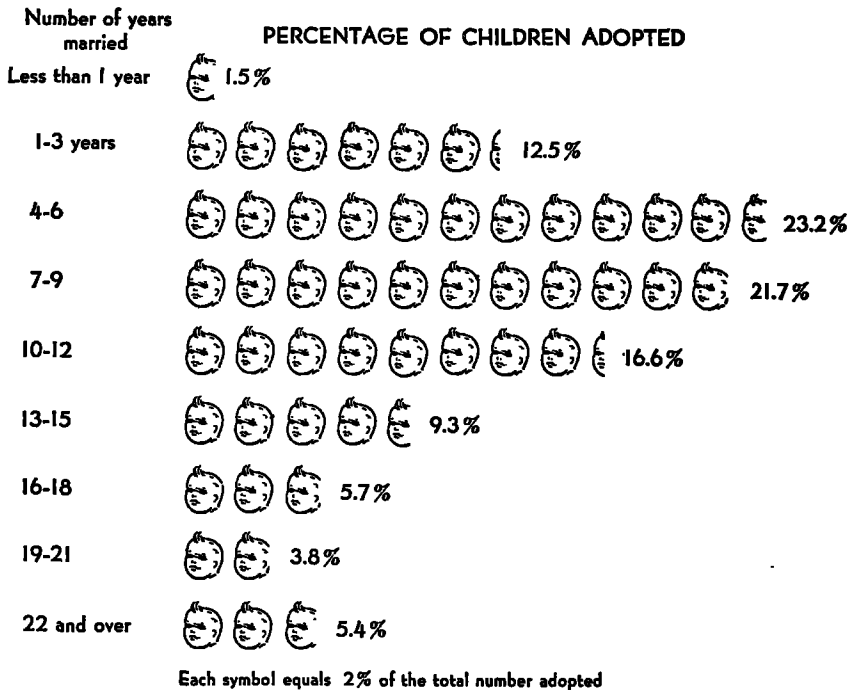 Number of years
married
PERCENTAGE OF CHILDREN ADOPTED
Less than 1 year 1.5%
1-3 years 12.5%
4-6 23.2%
7-9 21.7%
10-12 16.6%
13-15 9.3%
16-18 5.7%
19-21 3.8%
22 and over 5.4%
Each symbol equals 2% of the total number adopted